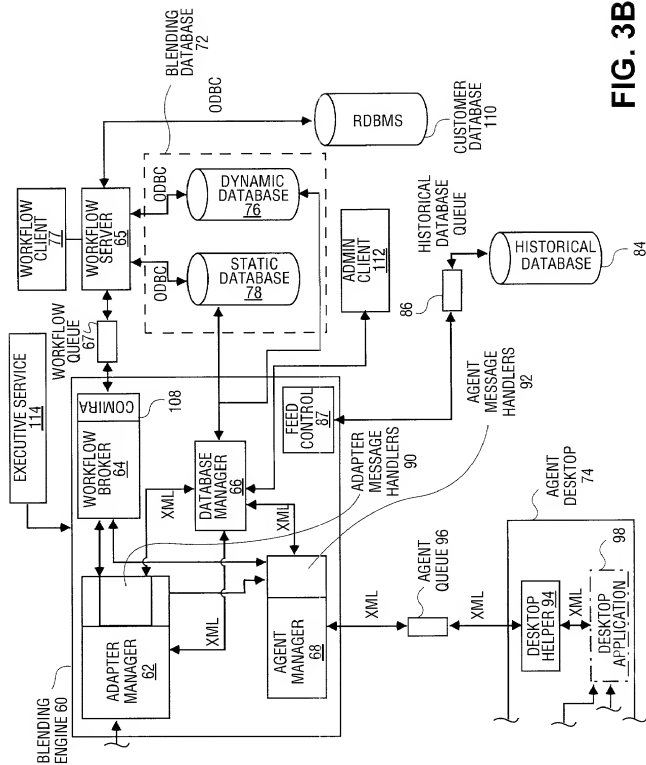 FIG. 3B
BLENDING
DATABASE
72
WORKFLOW
CLIENT
77
WORKFLOW
SERVER
65
ODBC
ODBC
ODBC
DYNAMIC
DATABASE
76
STATIC
DATABASE
78
RDBMS
CUSTOMER
DATABASE
110
EXECUTIVE SERVICE
114
WORKFLOW
QUEUE
67
ADMIN
CLIENT
112
HISTORICAL
DATABASE
QUEUE
86
HISTORICAL
DATABASE
84
COMIRA
108
WORKFLOW
BROKER
64
FEED
CONTROL
87
DATABASE
MANAGER
66
XML
XML
XML
ADAPTER
MESSAGE
HANDLERS
90
AGENT
MESSAGE
HANDLERS
92
BLENDING
ENGINE 60
ADAPTER
MANAGER
62
AGENT
MANAGER
68
XML
AGENT
QUEUE 96
XML
AGENT
DESKTOP
74
DESKTOP
HELPER 94
XML
98
DESKTOP
APPLICATION